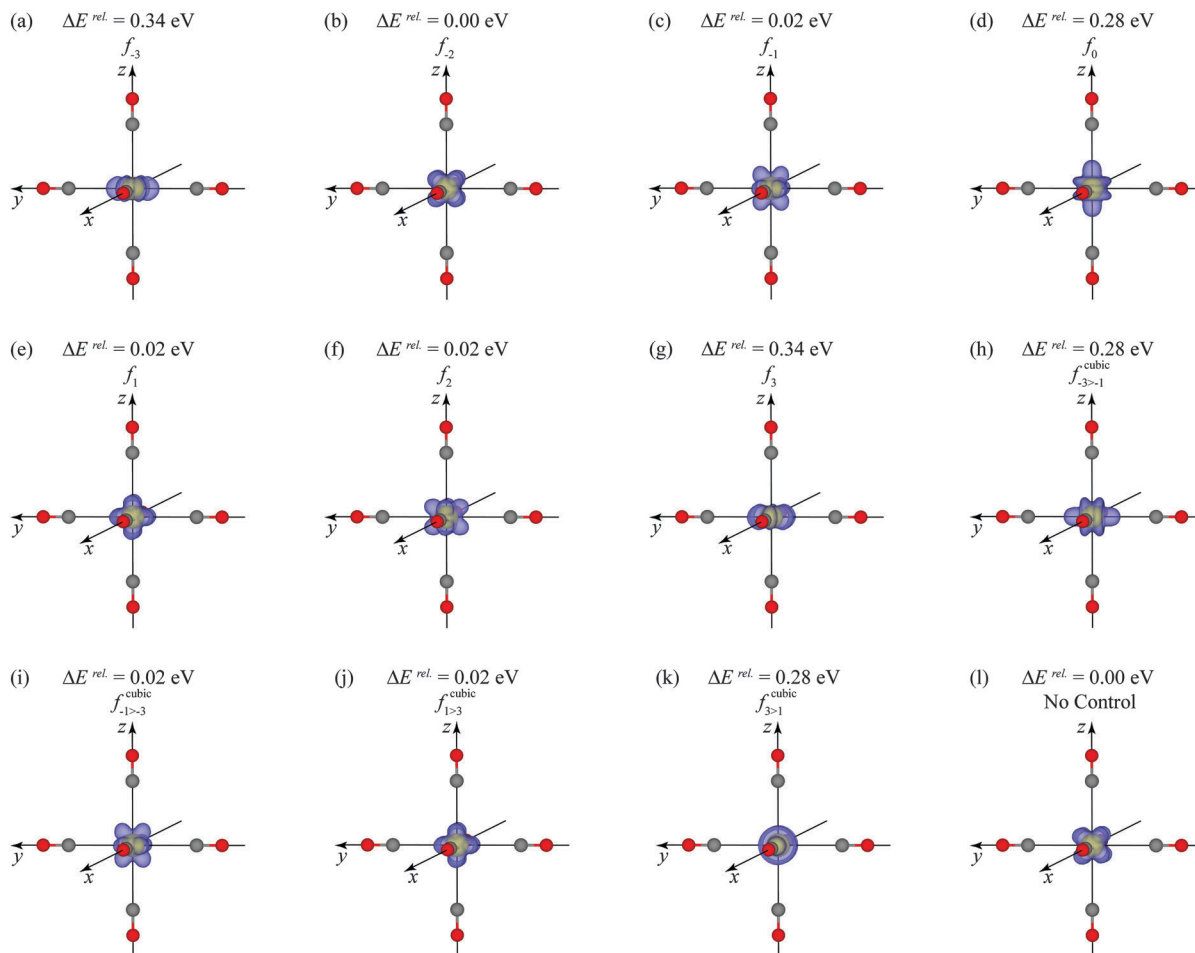 (a) ΔE rel. = 0.34 eV
f-3
z
y
x
(b) ΔE rel. = 0.00 eV
f-2
z
y
x
(c) ΔE rel. = 0.02 eV
f-1
z
y
x
(d) ΔE rel. = 0.28 eV
f0
z
y
x
(e) ΔE rel. = 0.02 eV
f1
z
y
x
(f) ΔE rel. = 0.02 eV
f2
z
y
x
(g) ΔE rel. = 0.34 eV
f3
z
y
x
(h) ΔE rel. = 0.28 eV
f-3>-1 cubic
z
y
x
(i) ΔE rel. = 0.02 eV
f-1>-3 cubic
z
y
x
(j) ΔE rel. = 0.02 eV
f1>3 cubic
z
y
x
(k) ΔE rel. = 0.28 eV
f3>1 cubic
z
y
x
(l) ΔE rel. = 0.00 eV
No Control
z
y
x